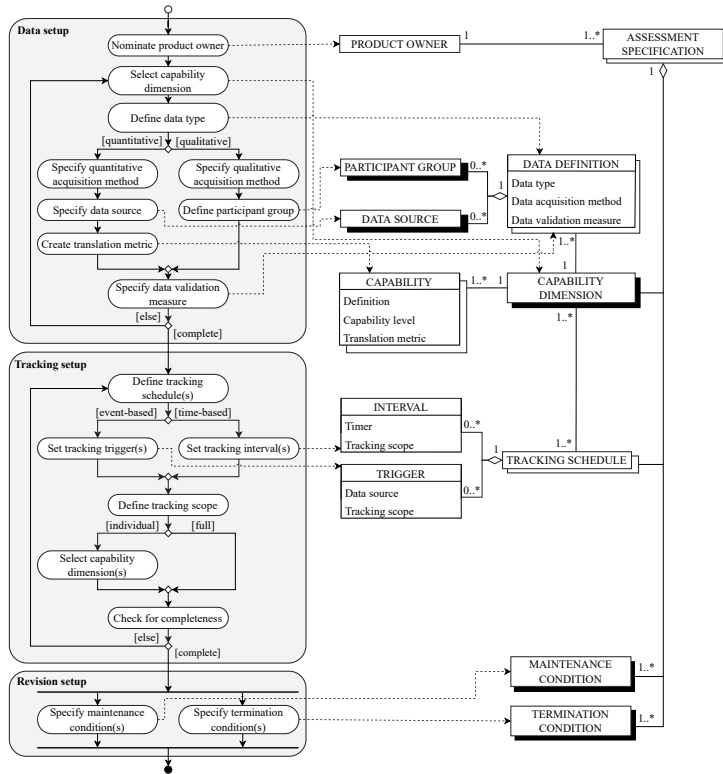 Data setup
Nominate product owner
Select capability
dimension
Define data type
[quantitative]
[qualitative]
Specify quantitative
acquisition method
Specify qualitative
acquisition method
Specify data source
Define participant group
Create translation metric
Specify data validation
measure
[else]
[complete]
Tracking setup
Define tracking
schedule(s)
[event-based]
[time-based]
Set tracking trigger(s)
Set tracking interval(s)
Define tracking scope
[individual]
[full]
Select capability
dimension(s)
Check for completeness
[else]
[complete]
Revision setup
Specify maintenance
condition(s)
Specify termination
condition(s)
PRODUCT OWNER
1
1..*
ASSESSMENT
SPECIFICATION
1
PARTICIPANT GROUP
0..*
DATA SOURCE
0..*
1
DATA DEFINITION
Data type
Data acquisition method
Data validation measure
1..*
1
CAPABILITY
Definition
Capability level
Translation metric
1..*
1
CAPABILITY
DIMENSION
1..*
1..*
1..*
INTERVAL
Timer
Tracking scope
0..*
TRIGGER
Data source
Tracking scope
0..*
1
TRACKING SCHEDULE
MAINTENANCE
CONDITION
1..*
TERMINATION
CONDITION
1..*